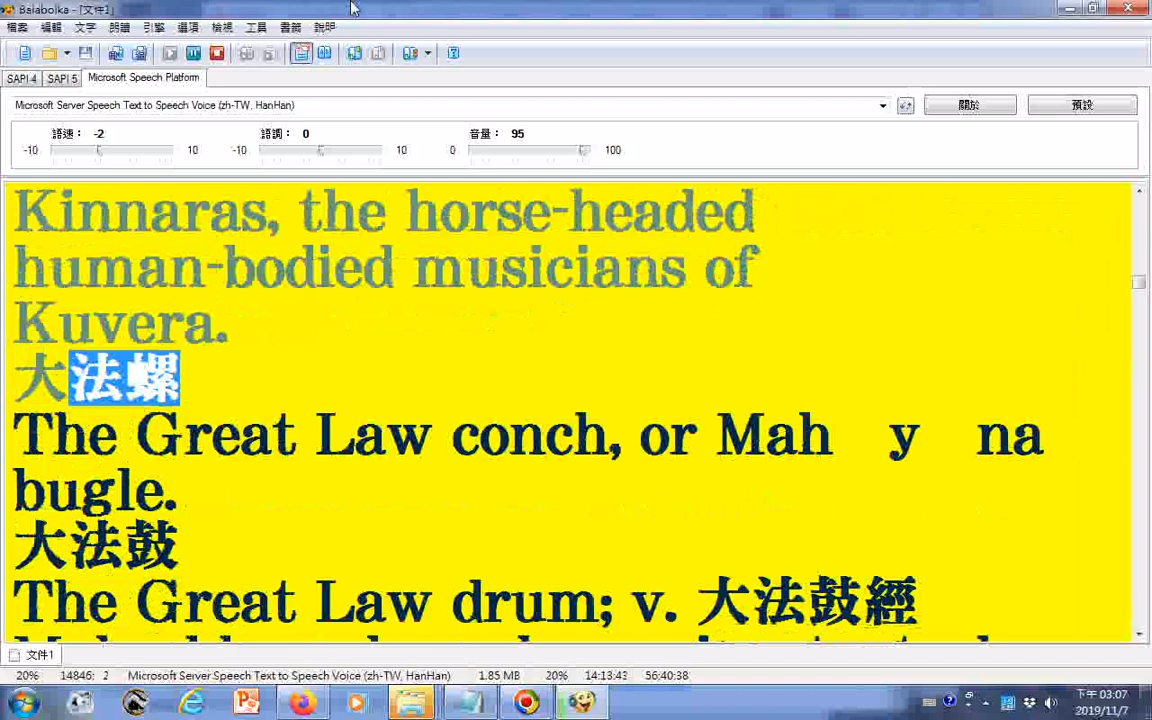 Balabolka - [文件1]
檔案 編輯 文字 朗讀 引擎 選項 檢視 工具 書籤 說明
SAPI 4 SAPI 5 Microsoft Speech Platform
Microsoft Server Speech Text to Speech Voice (zh-TW, HanHan) 關於 預設
語速： -2 語調： 0 音量： 95
-10 10 -10 10 0 100
Kinnaras, the horse-headed
human-bodied musicians of
Kuvera.
大法螺
The Great Law conch, or Mah y na
bugle.
大法鼓
The Great Law drum; v. 大法鼓經
文件1
20% 14846: 2 Microsoft Server Speech Text to Speech Voice (zh-TW, HanHan) 1.85 MB 20% 14:13:43 56:40:38
下午 03:07
2019/11/7